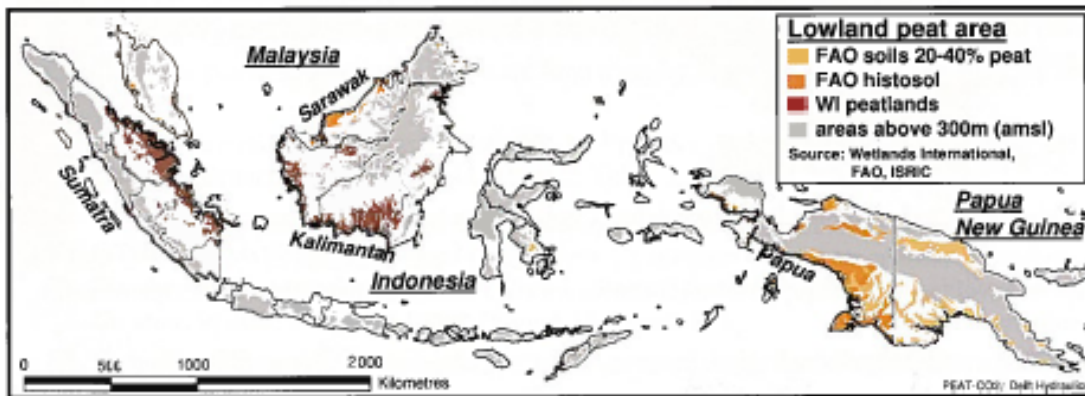 Lowland peat area
FAO soils 20-40% peat
FAO histosol
WI peatlands
areas above 300m (amsl)
Source: Wetlands International,
FAO, ISRIC
Malaysia
Sarawak
Sumatra
Kalimantan
Indonesia
Papua
Papua
New Guinea
0 500 1000 2000
Kilometres
PEAT-CO2/ Delft Hydraulics